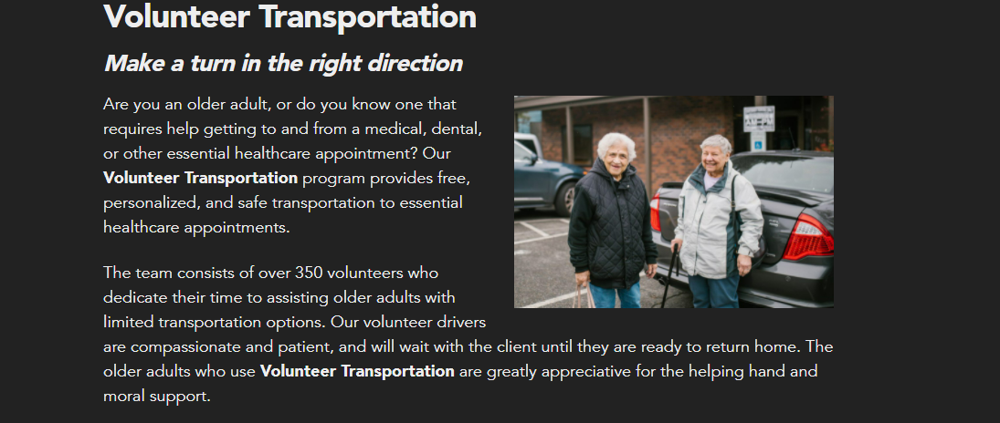 Volunteer Transportation
Make a turn in the right direction
Are you an older adult, or do you know one that
requires help getting to and from a medical, dental,
or other essential healthcare appointment? Our
Volunteer Transportation program provides free,
personalized, and safe transportation to essential
healthcare appointments.
The team consists of over 350 volunteers who
dedicate their time to assisting older adults with
limited transportation options. Our volunteer drivers
are compassionate and patient, and will wait with the client until they are ready to return home. The
older adults who use Volunteer Transportation are greatly appreciative for the helping hand and
moral support.